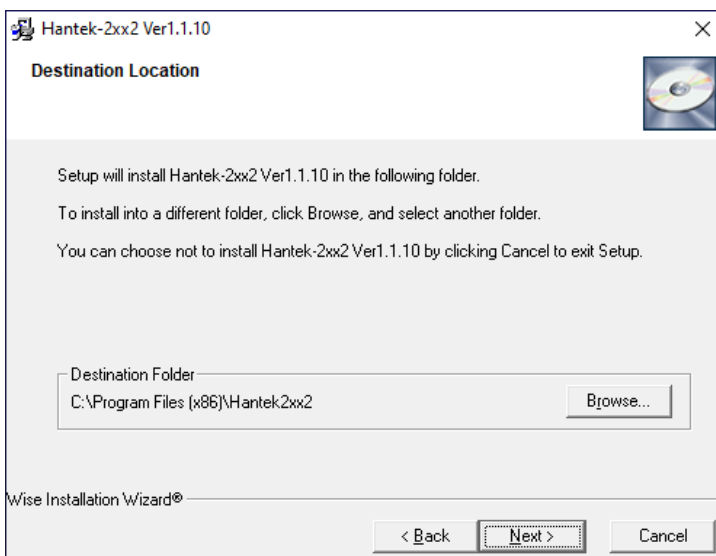 Hantek-2xx2 Ver1.1.10
Destination Location
Setup will install Hantek-2xx2 Ver1.1.10 in the following folder.
To install into a different folder, click Browse, and select another folder.
You can choose not to install Hantek-2xx2 Ver1.1.10 by clicking Cancel to exit Setup.
Destination Folder
C:\Program Files (x86)\Hantek2xx2
Browse...
Wise Installation Wizard®
< Back
Next >
Cancel